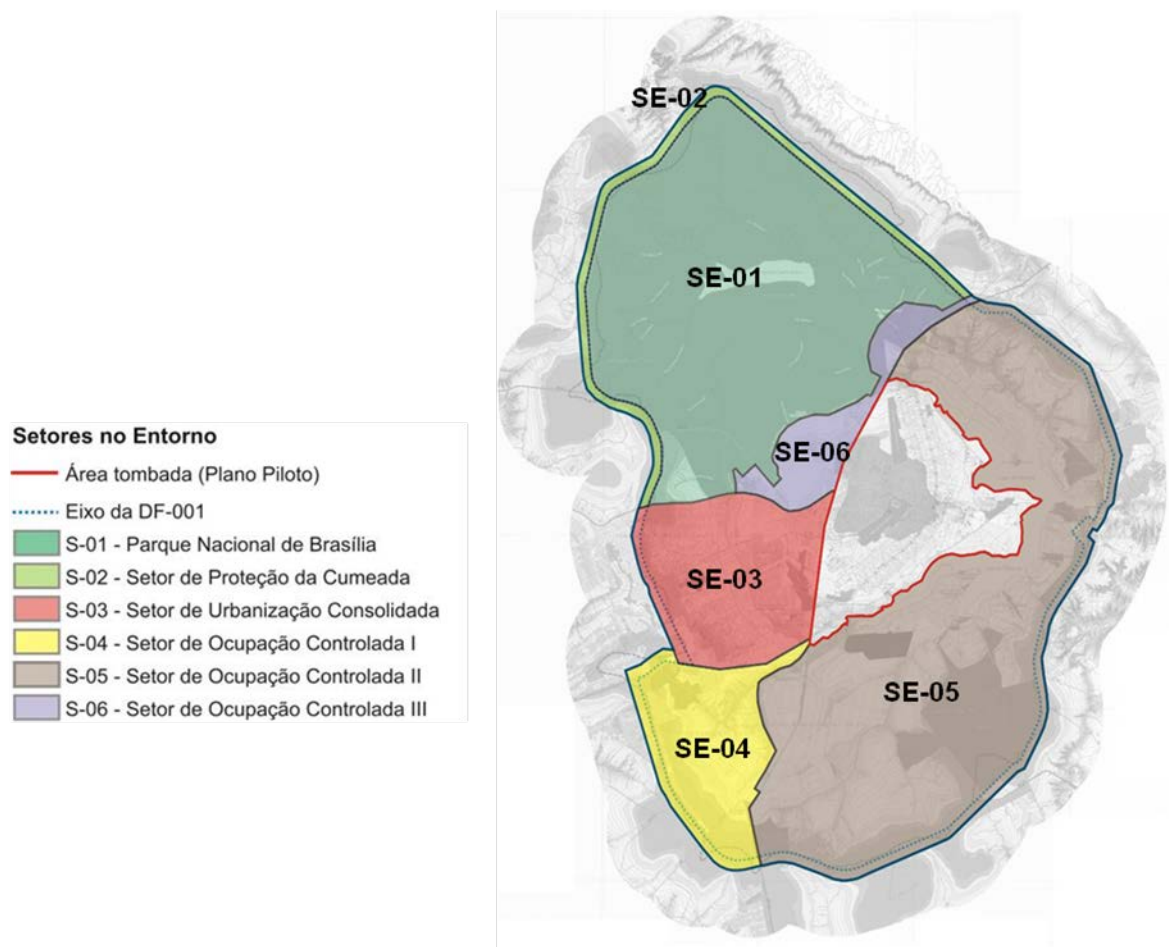 Setores no Entorno
Área tombada (Plano Piloto)
Eixo da DF-001
S-01 - Parque Nacional de Brasília
S-02 - Setor de Proteção da Cumeada
S-03 - Setor de Urbanização Consolidada
S-04 - Setor de Ocupação Controlada I
S-05 - Setor de Ocupação Controlada II
S-06 - Setor de Ocupação Controlada III
SE-02
SE-01
SE-06
SE-03
SE-05
SE-04